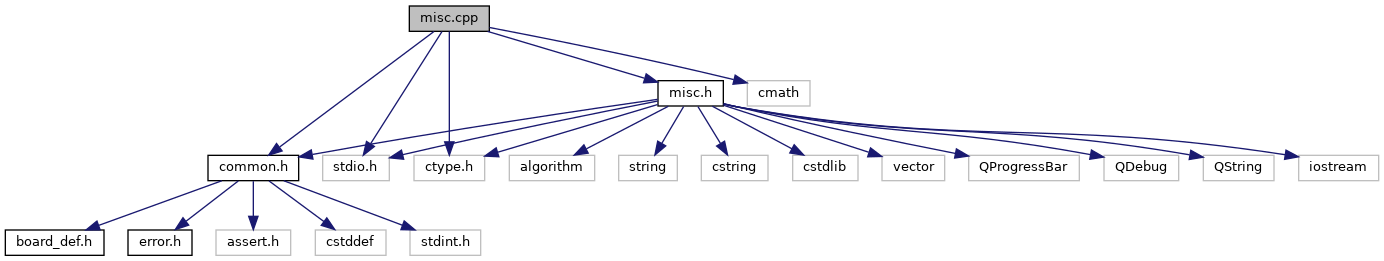 misc.cpp
misc.h
cmath
common.h
stdio.h
ctype.h
algorithm
string
cstring
cstdlib
vector
QProgressBar
QDebug
QString
iostream
board_def.h
error.h
assert.h
cstddef
stdint.h